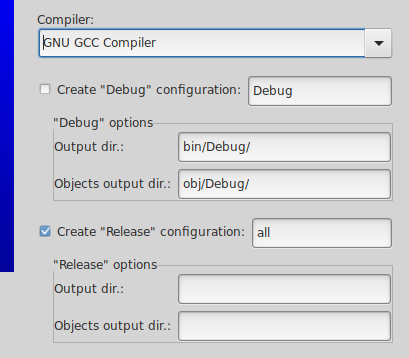 Compiler:
GNU GCC Compiler
Create "Debug" configuration: Debug
"Debug" options
Output dir.: bin/Debug/
Objects output dir.: obj/Debug/
Create "Release" configuration: all
"Release" options
Output dir.:
Objects output dir.: